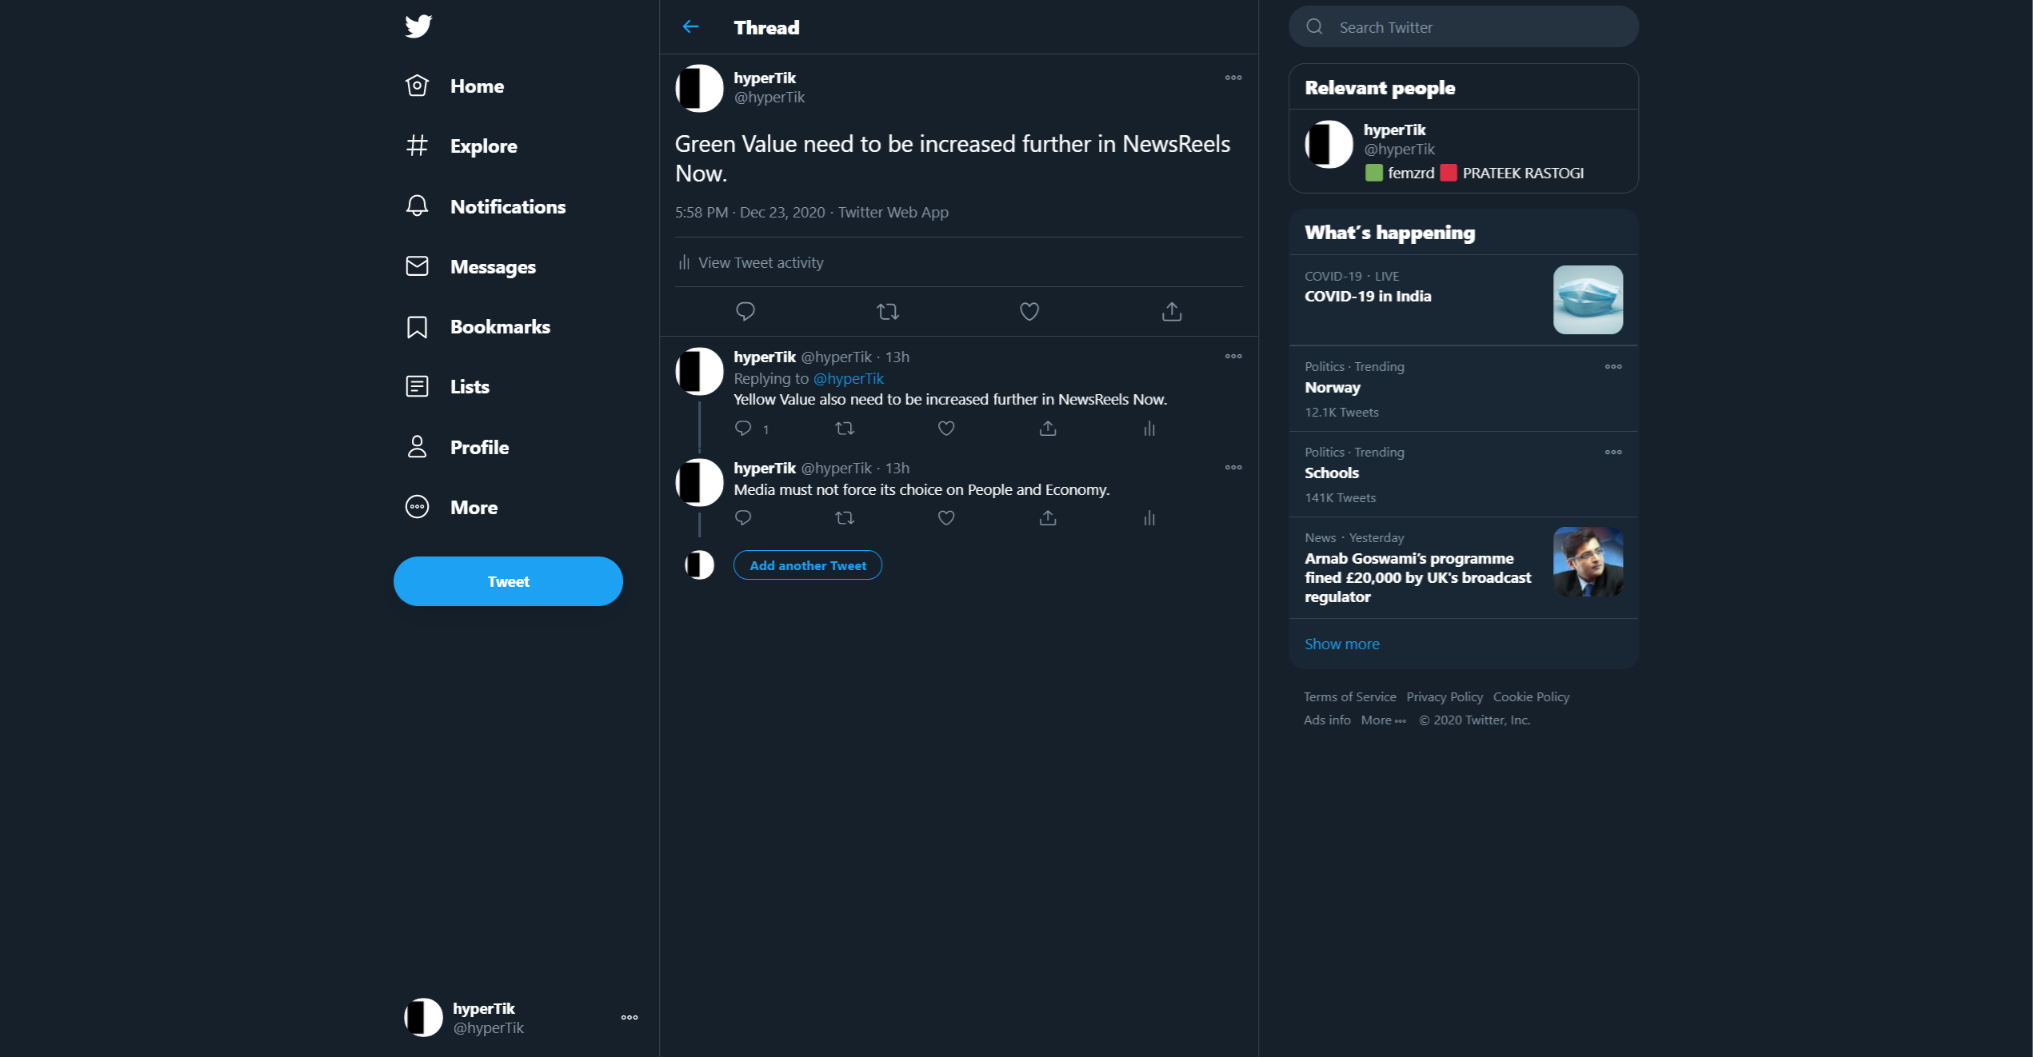 Home
Explore
Notifications
Messages
Bookmarks
Lists
Profile
More
Tweet
hyperTik
@hyperTik
Thread
hyperTik
@hyperTik
Green Value need to be increased further in NewsReels
Now.
5:58 PM · Dec 23, 2020 · Twitter Web App
View Tweet activity
hyperTik @hyperTik · 13h
Replying to @hyperTik
Yellow Value also need to be increased further in NewsReels Now.
1
hyperTik @hyperTik · 13h
Media must not force its choice on People and Economy.
Add another Tweet
Search Twitter
Relevant people
hyperTik
@hyperTik
femzrd PRATEEK RASTOGI
What's happening
COVID-19 · LIVE
COVID-19 in India
Politics · Trending
Norway
12.1K Tweets
Politics · Trending
Schools
141K Tweets
News · Yesterday
Arnab Goswami's programme
fined £20,000 by UK's broadcast
regulator
Show more
Terms of Service Privacy Policy Cookie Policy
Ads info More © 2020 Twitter, Inc.